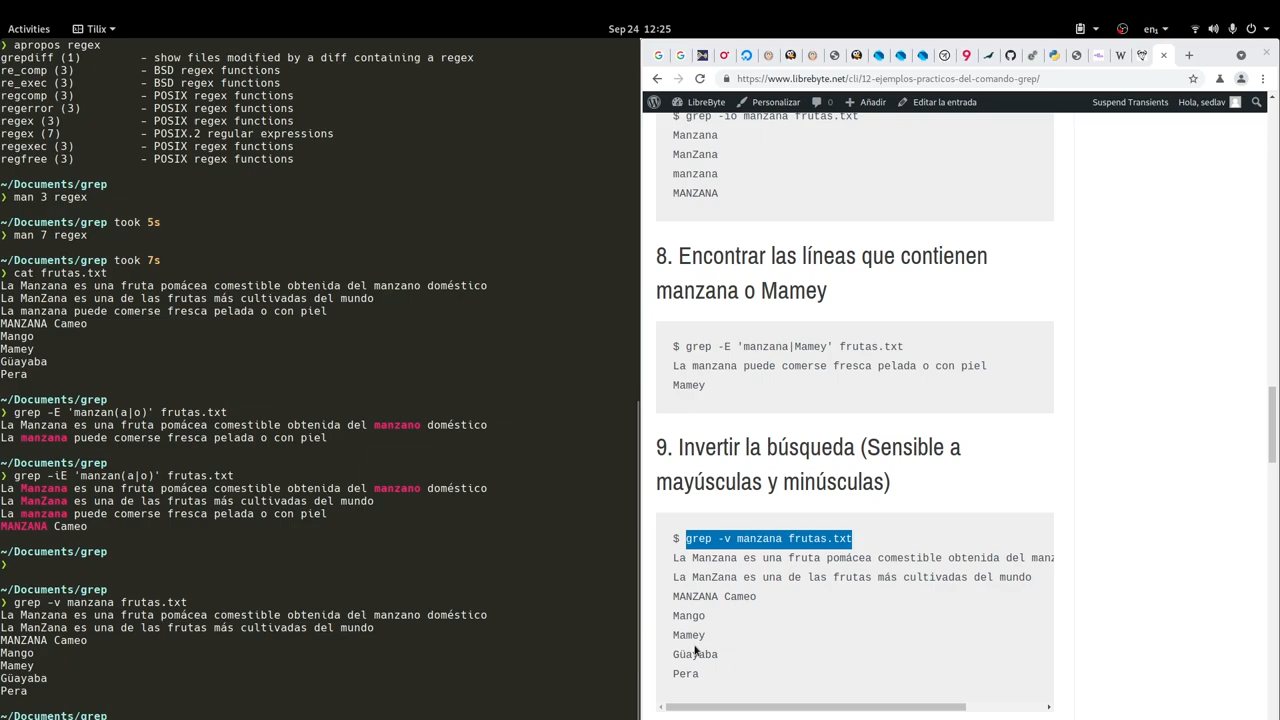 Activities
Tilix
Sep 24 12:25
en₁
❯ apropos regex
grepdiff (1)         - show files modified by a diff containing a regex
re_comp (3)          - BSD regex functions
re_exec (3)          - BSD regex functions
regcomp (3)          - POSIX regex functions
regerror (3)         - POSIX regex functions
regex (3)            - POSIX regex functions
regex (7)            - POSIX.2 regular expressions
regexec (3)          - POSIX regex functions
regfree (3)          - POSIX regex functions
~/Documents/grep
❯ man 3 regex
~/Documents/grep took 5s
❯ man 7 regex
~/Documents/grep took 7s
❯ cat frutas.txt
La Manzana es una fruta pomácea comestible obtenida del manzano doméstico
La ManZana es una de las frutas más cultivadas del mundo
La manzana puede comerse fresca pelada o con piel
MANZANA Cameo
Mango
Mamey
Güayaba
Pera
~/Documents/grep
❯ grep -E 'manzan(a|o)' frutas.txt
La Manzana es una fruta pomácea comestible obtenida del manzano doméstico
La manzana puede comerse fresca pelada o con piel
~/Documents/grep
❯ grep -iE 'manzan(a|o)' frutas.txt
La Manzana es una fruta pomácea comestible obtenida del manzano doméstico
La ManZana es una de las frutas más cultivadas del mundo
La manzana puede comerse fresca pelada o con piel
MANZANA Cameo
~/Documents/grep
❯
~/Documents/grep
❯ grep -v manzana frutas.txt
La Manzana es una fruta pomácea comestible obtenida del manzano doméstico
La ManZana es una de las frutas más cultivadas del mundo
MANZANA Cameo
Mango
Mamey
Güayaba
Pera
~/Documents/grep
https://www.librebyte.net/cli/12-ejemplos-practicos-del-comando-grep/
LibreByte
Personalizar
0
Añadir
Editar la entrada
Suspend Transients
Hola, sedlav
$ grep -io manzana frutas.txt
Manzana
ManZana
manzana
MANZANA
8. Encontrar las líneas que contienen
manzana o Mamey
$ grep -E 'manzana|Mamey' frutas.txt
La manzana puede comerse fresca pelada o con piel
Mamey
9. Invertir la búsqueda (Sensible a
mayúsculas y minúsculas)
$ grep -v manzana frutas.txt
La Manzana es una fruta pomácea comestible obtenida del manz
La ManZana es una de las frutas más cultivadas del mundo
MANZANA Cameo
Mango
Mamey
Güayaba
Pera